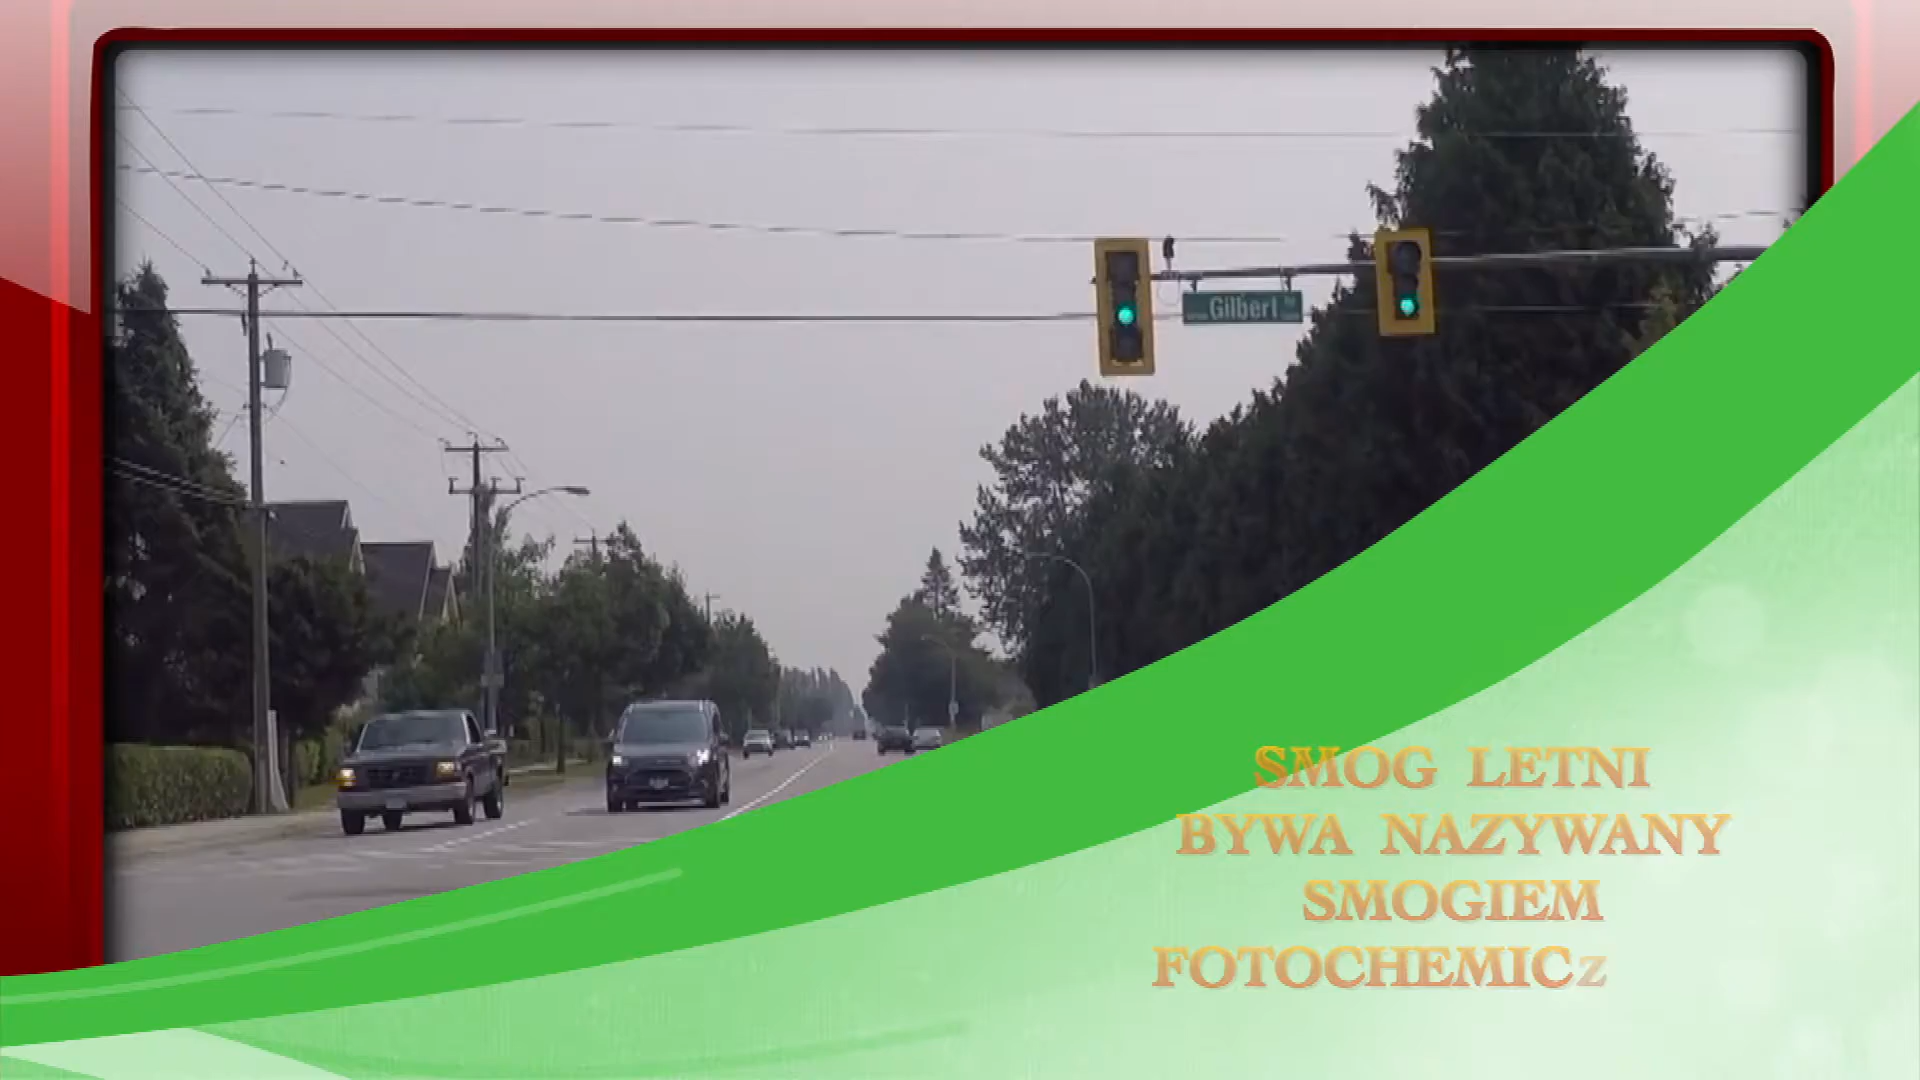 Gilbert
SMOG LETNI
BYWA NAZYWANY
SMOGIEM
FOTOCHEMICZ